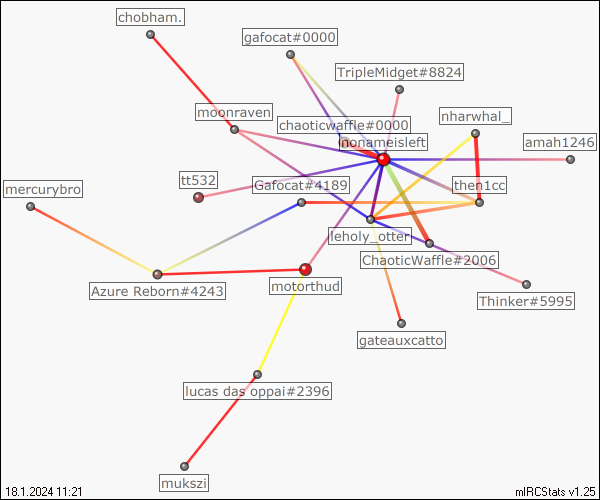 chobham.
gafocat#0000
TripleMidget#8824
moonraven
nharwhal_
chaoticwaffle#0000
nonameisleft
amah1246
tt532
Gafocat#4189
then1cc
mercurybro
leholy_otter
ChaoticWaffle#2006
Azure Reborn#4243
motorthud
Thinker#5995
gateauxcatto
lucas das oppai#2396
mukszi
18.1.2024 11:21
mIRCStats v1.25